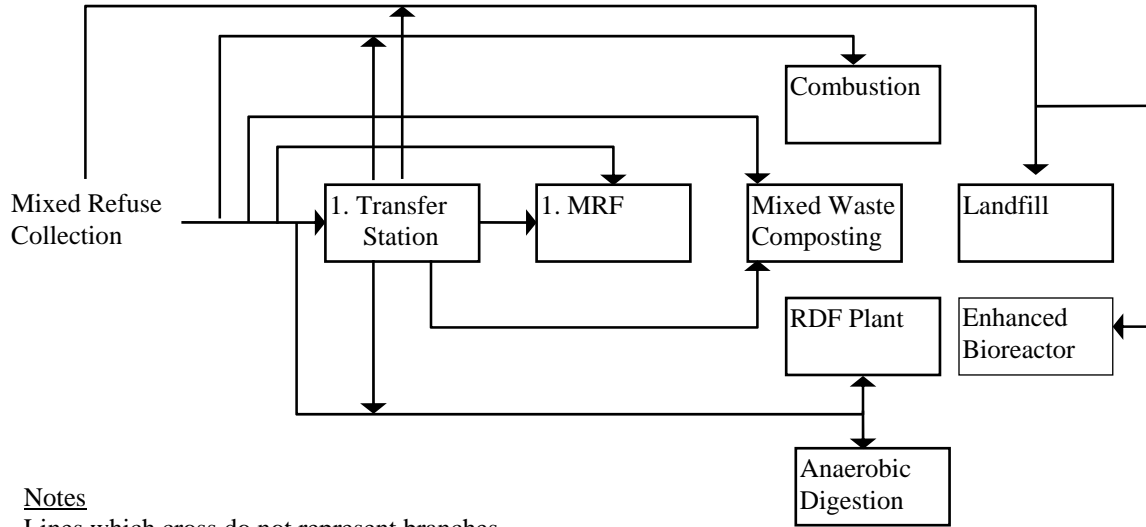 Combustion
Mixed Refuse
Collection
1. Transfer
Station
1. MRF
Mixed Waste
Composting
Landfill
RDF Plant
Enhanced
Bioreactor
Anaerobic
Digestion
Notes
Lines which cross do not represent branches